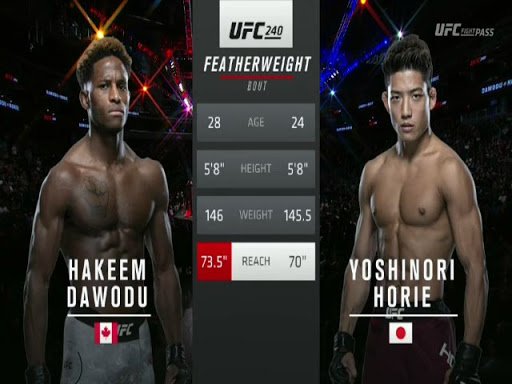 UFC 240
UFC FIGHT PASS
FEATHERWEIGHT
BOUT
28 AGE 24
5'8" HEIGHT 5'8"
146 WEIGHT 145.5
73.5" REACH 70"
HAKEEM
DAWODU
YOSHINORI
HORIE
UFC
UFC